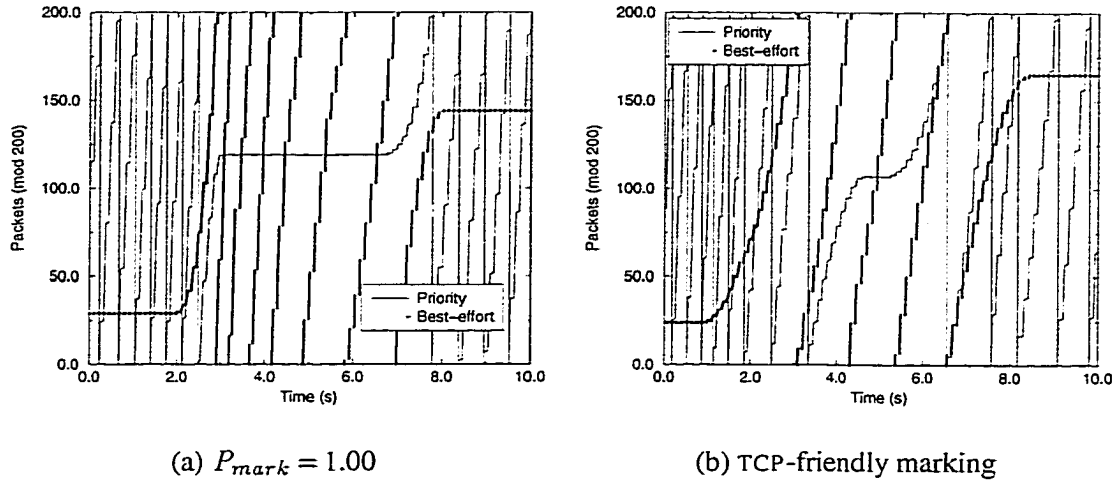 200.0
150.0
100.0
50.0
0.0
Packets (mod 200)
Priority
Best-effort
0.0 2.0 4.0 6.0 8.0 10.0
Time (s)
(a) P_mark = 1.00
200.0
150.0
100.0
50.0
0.0
Packets (mod 200)
Priority
Best-effort
0.0 2.0 4.0 6.0 8.0 10.0
Time (s)
(b) TCP-friendly marking